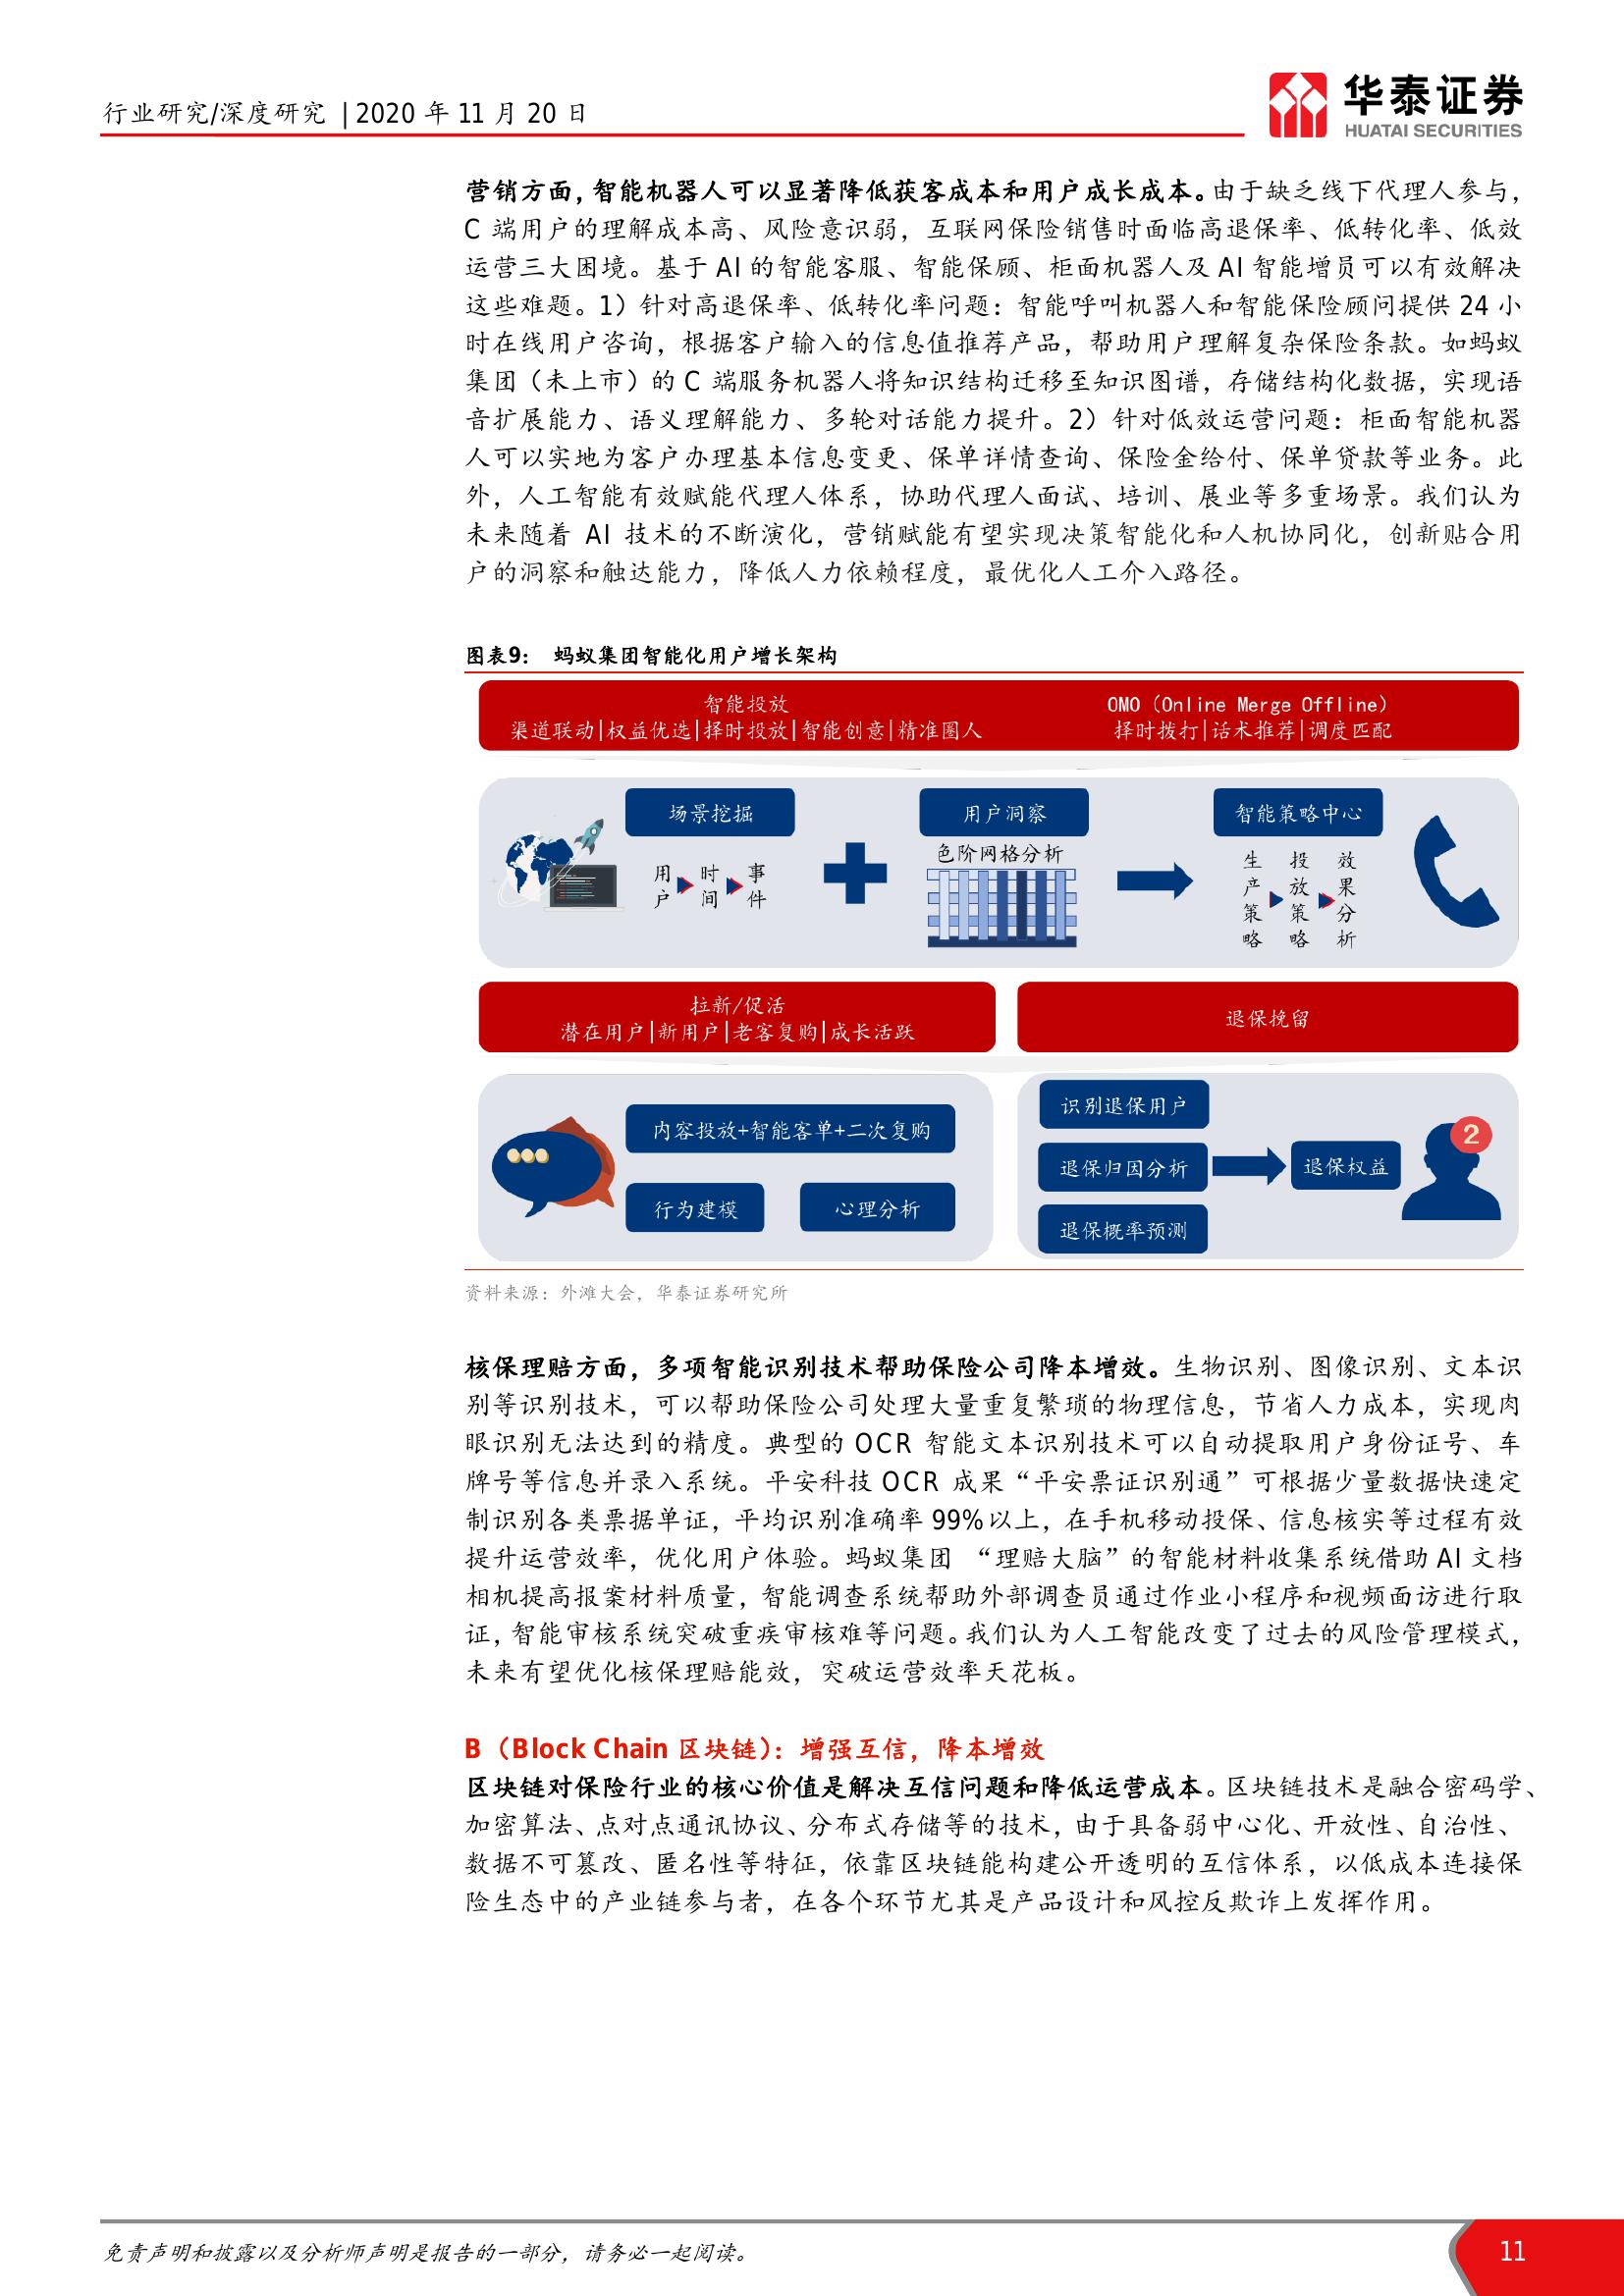 行业研究/深度研究 | 2020 年 11 月 20 日
华泰证券
HUATAI SECURITIES
营销方面，智能机器人可以显著降低获客成本和用户成长成本。由于缺乏线下代理人参与，
C 端用户的理解成本高、风险意识弱，互联网保险销售时面临高退保率、低转化率、低效
运营三大困境。基于 AI 的智能客服、智能保顾、柜面机器人及 AI 智能增员可以有效解决
这些难题。1）针对高退保率、低转化率问题：智能呼叫机器人和智能保险顾问提供 24 小
时在线用户咨询，根据客户输入的信息值推荐产品，帮助用户理解复杂保险条款。如蚂蚁
集团（未上市）的 C 端服务机器人将知识结构迁移至知识图谱，存储结构化数据，实现语
音扩展能力、语义理解能力、多轮对话能力提升。2）针对低效运营问题：柜面智能机器
人可以实地为客户办理基本信息变更、保单详情查询、保险金给付、保单贷款等业务。此
外，人工智能有效赋能代理人体系，协助代理人面试、培训、展业等多重场景。我们认为
未来随着 AI 技术的不断演化，营销赋能有望实现决策智能化和人机协同化，创新贴合用
户的洞察和触达能力，降低人力依赖程度，最优化人工介入路径。
图表9： 蚂蚁集团智能化用户增长架构
智能投放
渠道联动|权益优选|择时投放|智能创意|精准圈人
OMO（Online Merge Offline）
择时拨打|话术推荐|调度匹配
场景挖掘
用户
时间
事件
用户洞察
色阶网格分析
智能策略中心
生产策略
投放策略
效果分析
拉新/促活
潜在用户|新用户|老客复购|成长活跃
退保挽留
内容投放+智能客单+二次复购
行为建模
心理分析
识别退保用户
退保归因分析
退保概率预测
退保权益
2
资料来源：外滩大会，华泰证券研究所
核保理赔方面，多项智能识别技术帮助保险公司降本增效。生物识别、图像识别、文本识
别等识别技术，可以帮助保险公司处理大量重复繁琐的物理信息，节省人力成本，实现肉
眼识别无法达到的精度。典型的 OCR 智能文本识别技术可以自动提取用户身份证号、车
牌号等信息并录入系统。平安科技 OCR 成果“平安票证识别通”可根据少量数据快速定
制识别各类票据单证，平均识别准确率 99%以上，在手机移动投保、信息核实等过程有效
提升运营效率，优化用户体验。蚂蚁集团 “理赔大脑”的智能材料收集系统借助 AI 文档
相机提高报案材料质量，智能调查系统帮助外部调查员通过作业小程序和视频面访进行取
证，智能审核系统突破重疾审核难等问题。我们认为人工智能改变了过去的风险管理模式，
未来有望优化核保理赔能效，突破运营效率天花板。
B（Block Chain 区块链）：增强互信，降本增效
区块链对保险行业的核心价值是解决互信问题和降低运营成本。区块链技术是融合密码学、
加密算法、点对点通讯协议、分布式存储等的技术，由于具备弱中心化、开放性、自治性、
数据不可篡改、匿名性等特征，依靠区块链能构建公开透明的互信体系，以低成本连接保
险生态中的产业链参与者，在各个环节尤其是产品设计和风控反欺诈上发挥作用。
免责声明和披露以及分析师声明是报告的一部分，请务必一起阅读。
11